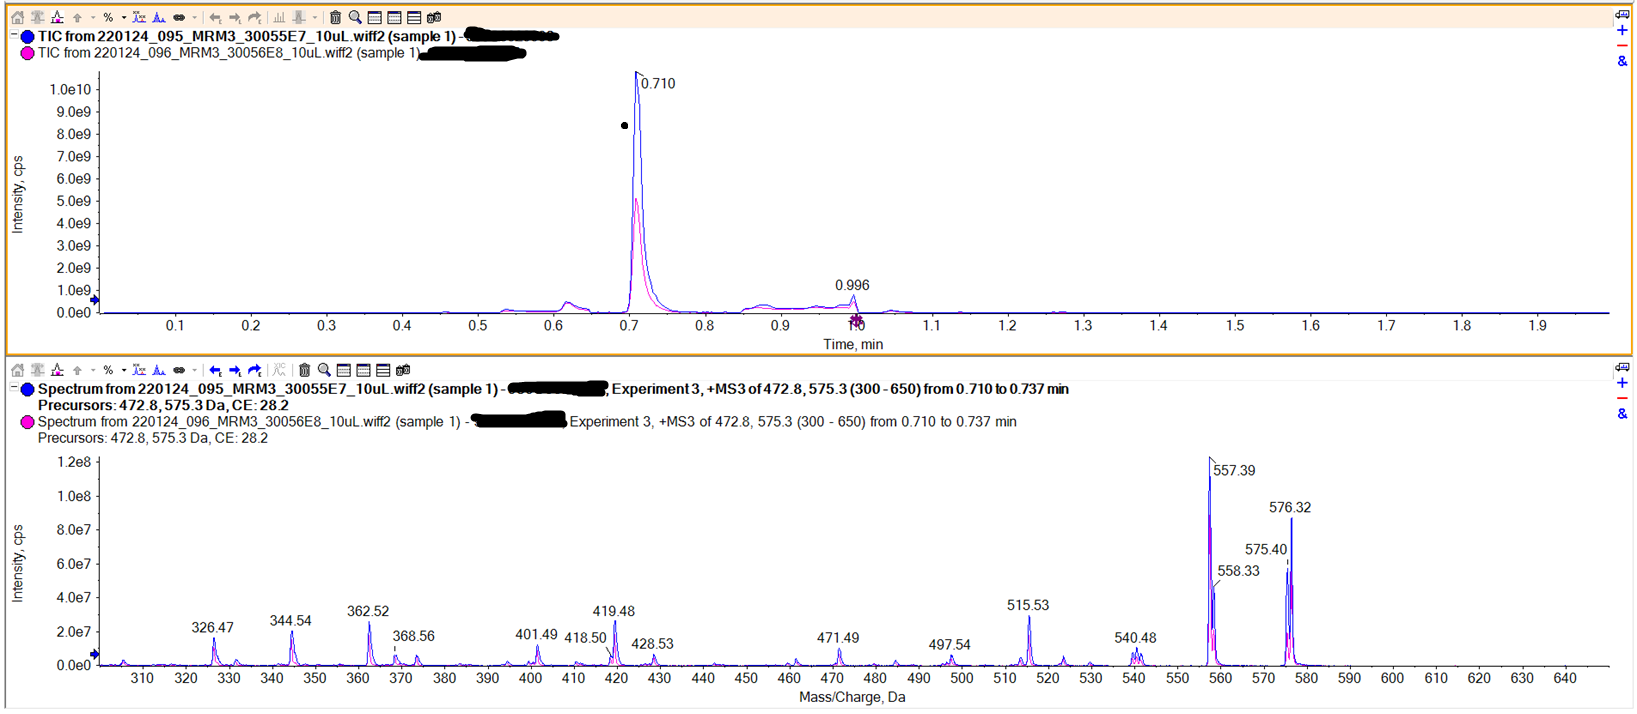 %
TIC from 220124_095_MRM3_30055E7_10uL.wiff2 (sample 1) -
TIC from 220124_096_MRM3_30056E8_10uL.wiff2 (sample 1)
&
0.710
0.996
1.0e10
9.0e9
8.0e9
7.0e9
6.0e9
5.0e9
4.0e9
3.0e9
2.0e9
1.0e9
0.0e0
Intensity, cps
0.1 0.2 0.3 0.4 0.5 0.6 0.7 0.8 0.9 1.0 1.1 1.2 1.3 1.4 1.5 1.6 1.7 1.8 1.9
Time, min
%
Spectrum from 220124_095_MRM3_30055E7_10uL.wiff2 (sample 1) - , Experiment 3, +MS3 of 472.8, 575.3 (300 - 650) from 0.710 to 0.737 min
Precursors: 472.8, 575.3 Da, CE: 28.2
Spectrum from 220124_096_MRM3_30056E8_10uL.wiff2 (sample 1) - Experiment 3, +MS3 of 472.8, 575.3 (300 - 650) from 0.710 to 0.737 min
Precursors: 472.8, 575.3 Da, CE: 28.2
&
1.2e8
1.0e8
8.0e7
6.0e7
4.0e7
2.0e7
0.0e0
Intensity, cps
557.39
576.32
575.40
558.33
515.53
326.47
344.54
362.52
368.56
401.49
418.50
419.48
428.53
471.49
497.54
540.48
310 320 330 340 350 360 370 380 390 400 410 420 430 440 450 460 470 480 490 500 510 520 530 540 550 560 570 580 590 600 610 620 630 640 650
Mass/Charge, Da